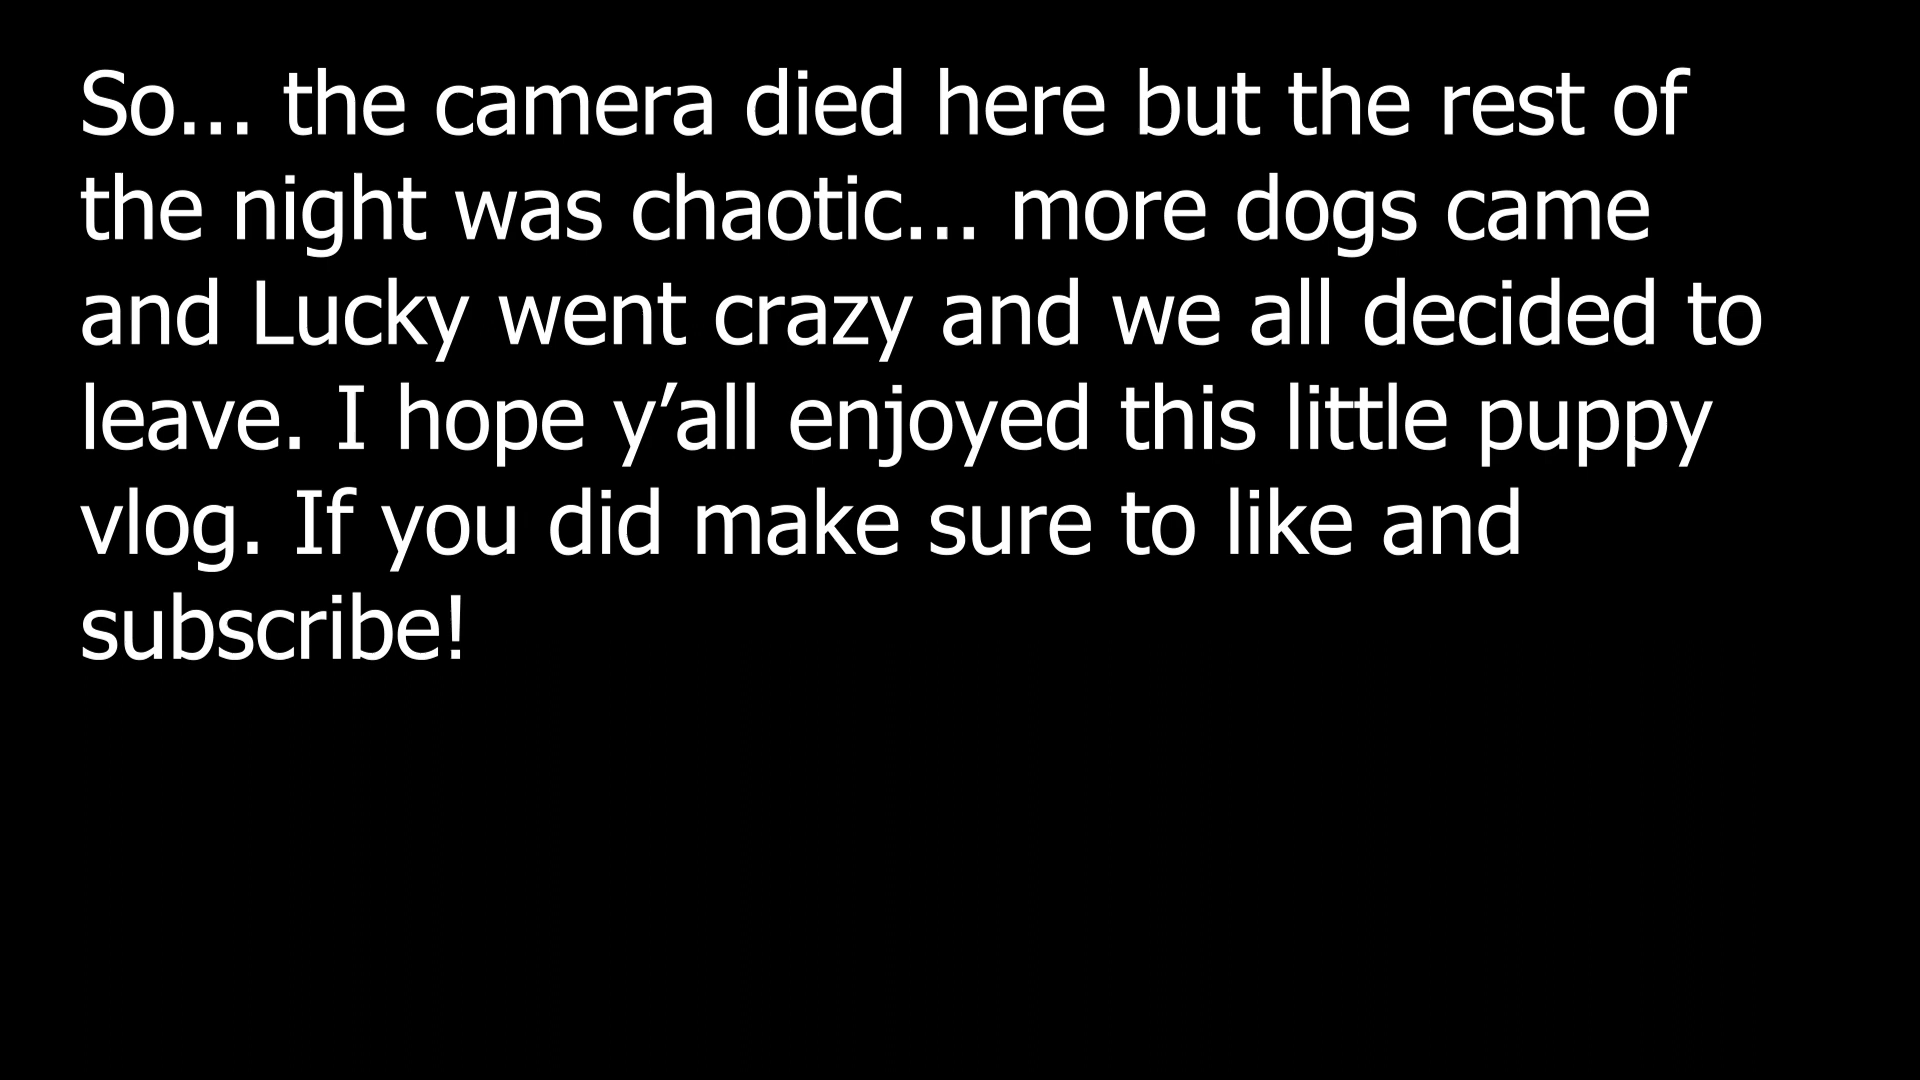 So... the camera died here but the rest of
the night was chaotic... more dogs came
and Lucky went crazy and we all decided to
leave. I hope y’all enjoyed this little puppy
vlog. If you did make sure to like and
subscribe!